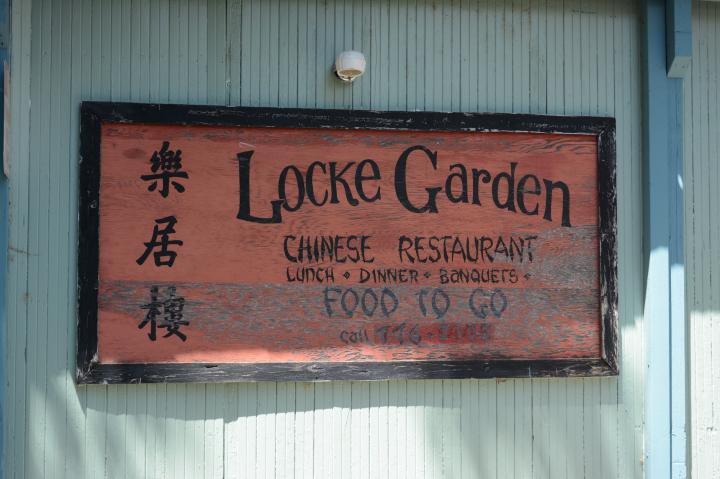 樂居樓
LOCKE GARDEN
CHINESE RESTAURANT
LUNCH • DINNER • BANQUETS •
FOOD TO GO
call 776-